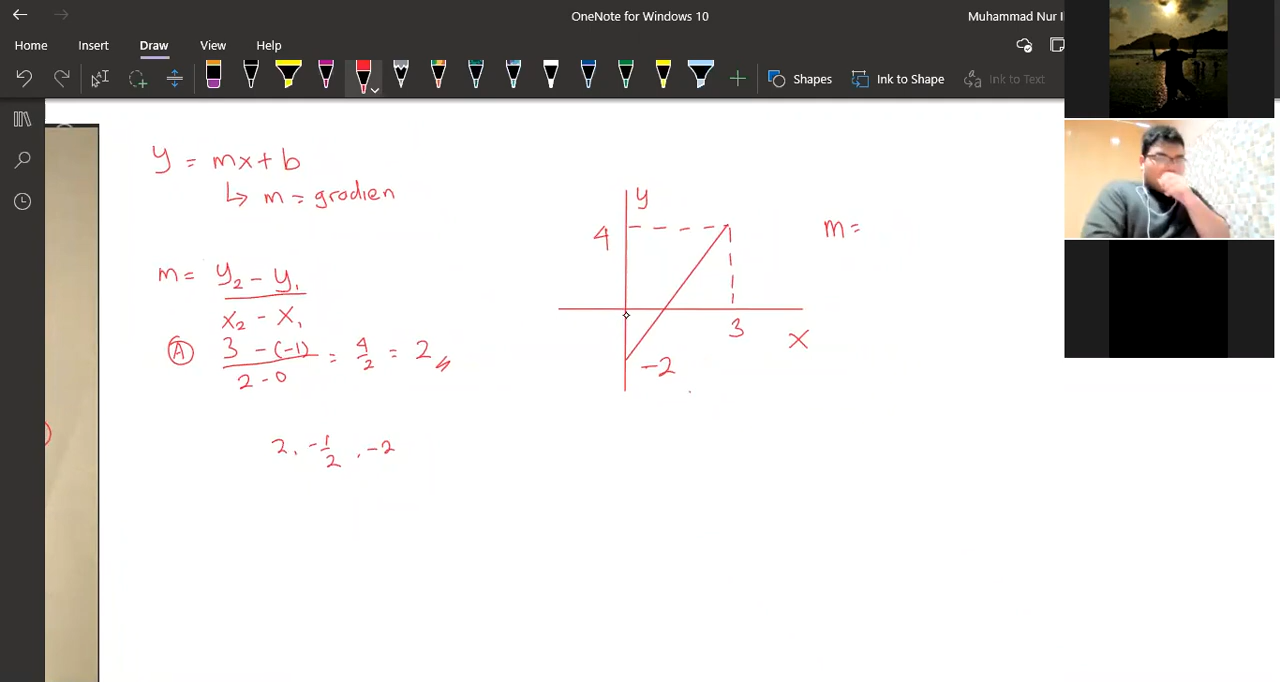 OneNote for Windows 10
Muhammad Nur I
Home Insert Draw View Help
Shapes Ink to Shape Ink to Text
y = mx + b
↳ m = gradien
m = y₂ - y₁ / x₂ - x₁
Ⓐ 3 - (-1) / 2 - 0 = 4/2 = 2
2, -1/2, -2
y
4
3
x
-2
m =